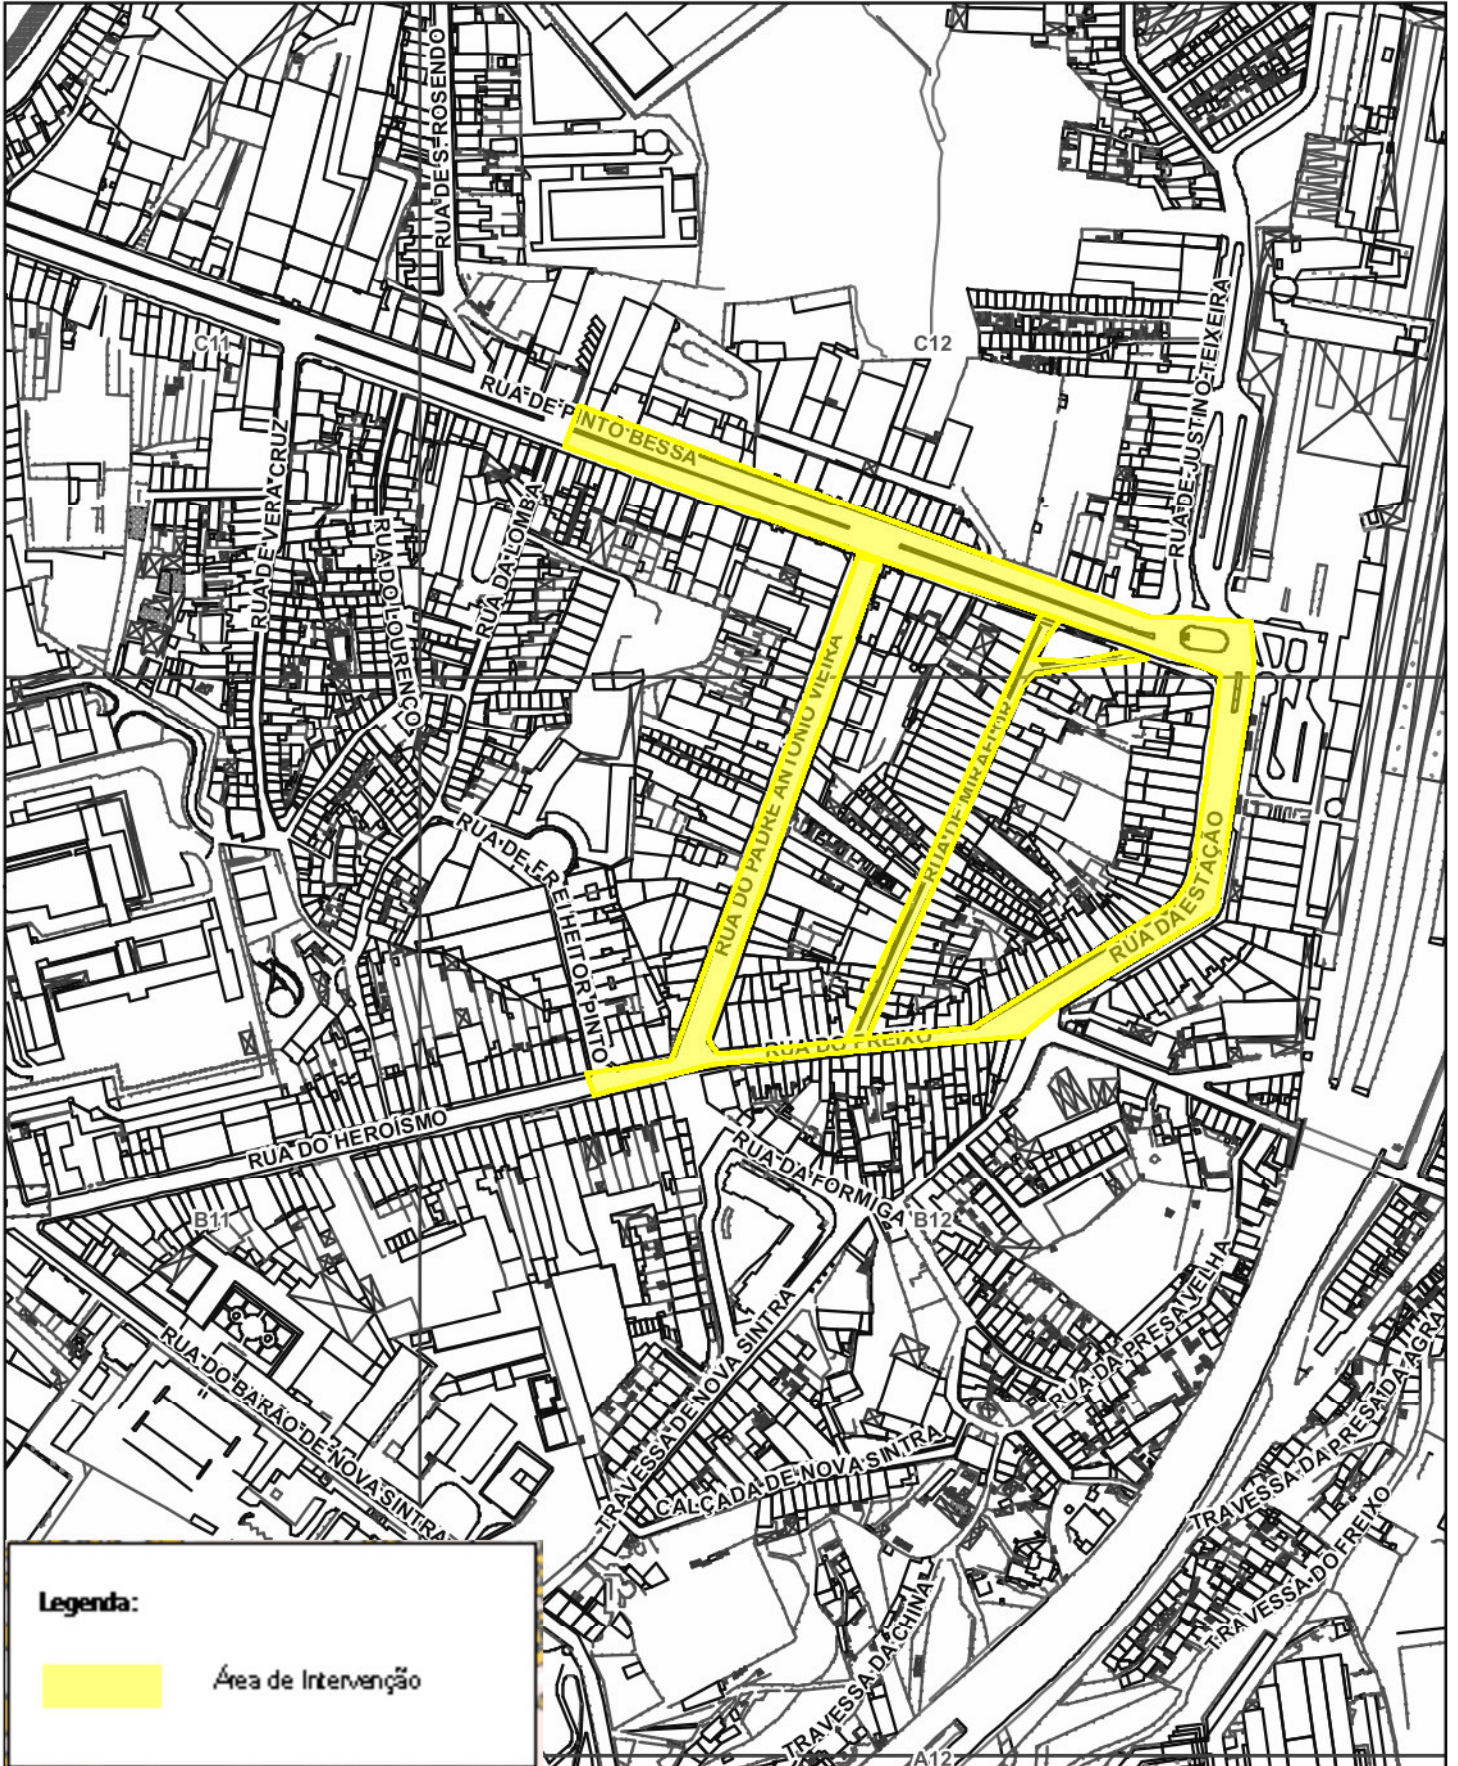 RUA DE S. ROSENDO
C11
C12
RUA DE JUSTINO TEIXEIRA
RUA DE PINTO BESSA
RUA DE VERA CRUZ
RUA DO LOURENÇO
RUA DA LOMBA
RUA DO PADRE ANTÓNIO VIEIRA
RUA DE MIRAFLOR
RUA DE FREI HEITOR PINTO
RUA DA ESTAÇÃO
RUA DO FREIXO
RUA DO HEROÍSMO
RUA DA FORMIGA
B11
B12
RUA DA PRESA VELHA
TRAVESSA DE NOVA SINTRA
RUA DO BARÃO DE NOVA SINTRA
CALÇADA DE NOVA SINTRA
TRAVESSA DA PRESA DA AGRA
TRAVESSA DO FREIXO
TRAVESSA DA CHINA
A12
Legenda:
Área de Intervenção